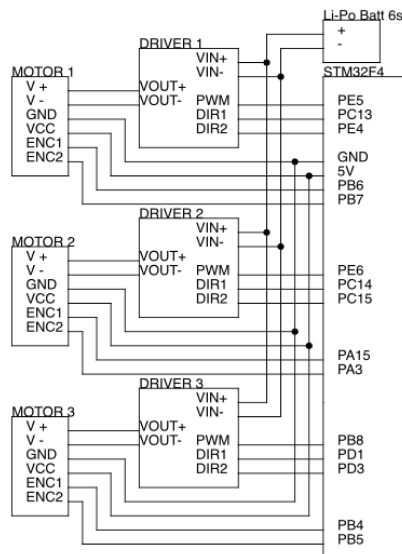 Li-Po Batt 6s
+
-
DRIVER 1
VIN+
VIN-
VOUT+
VOUT-
PWM
DIR1
DIR2
MOTOR 1
V +
V -
GND
VCC
ENC1
ENC2
STM32F4
PE5
PC13
PE4
GND
5V
PB6
PB7
DRIVER 2
VIN+
VIN-
VOUT+
VOUT-
PWM
DIR1
DIR2
MOTOR 2
V +
V -
GND
VCC
ENC1
ENC2
PE6
PC14
PC15
PA15
PA3
DRIVER 3
VIN+
VIN-
VOUT+
VOUT-
PWM
DIR1
DIR2
MOTOR 3
V +
V -
GND
VCC
ENC1
ENC2
PB8
PD1
PD3
PB4
PB5